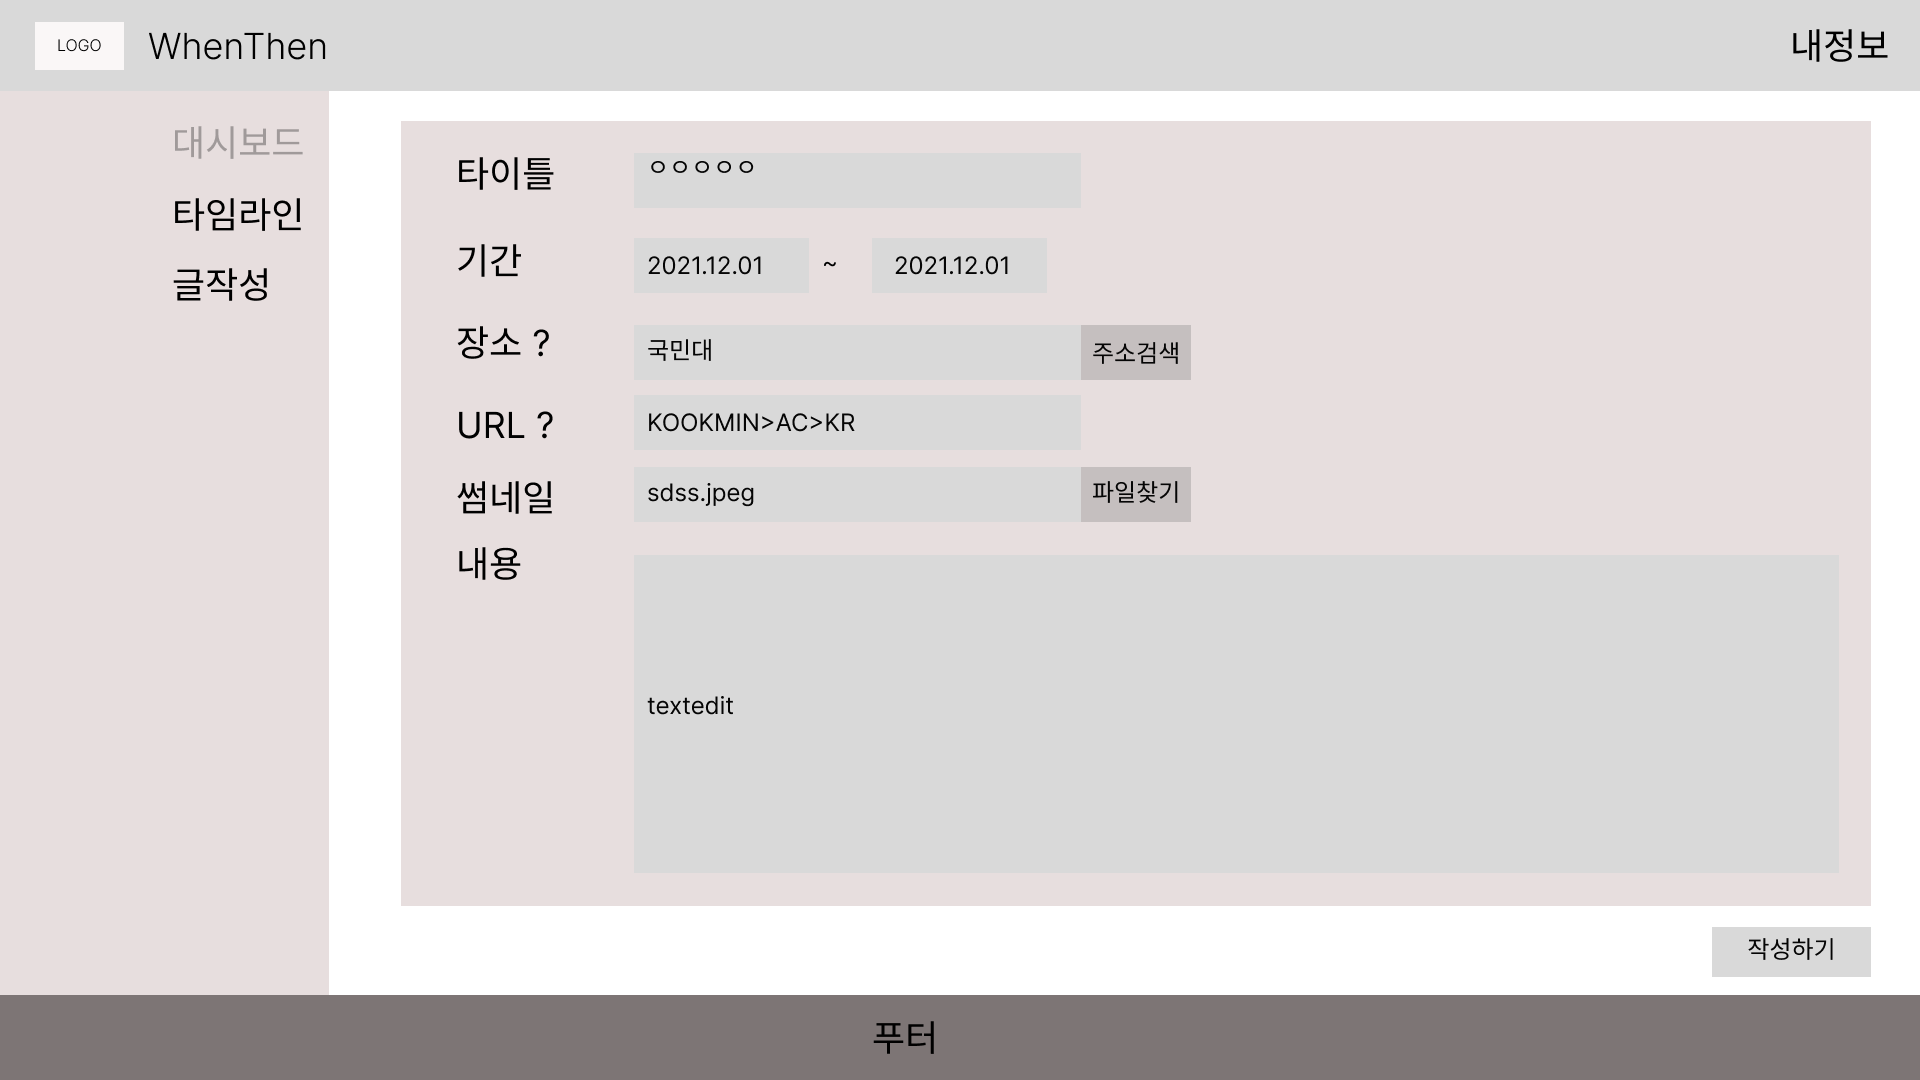 LOGO WhenThen 내정보
대시보드
타임라인
글작성
타이틀 ㅇㅇㅇㅇㅇ
기간 2021.12.01 ~ 2021.12.01
장소 ? 국민대 주소검색
URL ? KOOKMIN>AC>KR
썸네일 sdss.jpeg 파일찾기
내용
textedit
작성하기
푸터